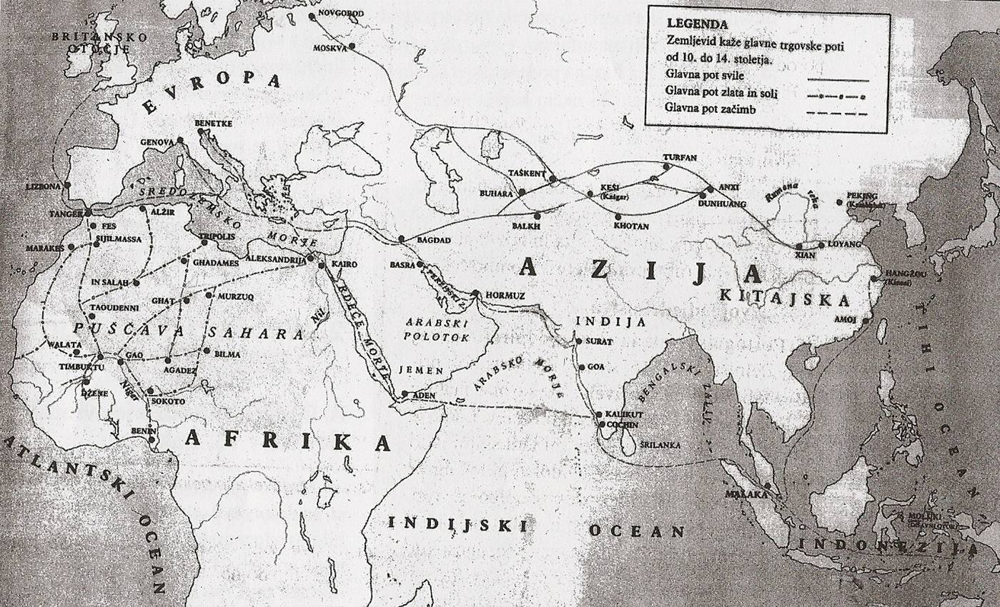 LEGENDA
Zemljevid kaže glavne trgovske poti
od 10. do 14. stoletja.
Glavna pot svile
Glavna pot zlata in soli
Glavna pot začimb
NOVGOROD
MOSKVA
BRITANSKO
OTOČJE
EVROPA
BENETKE
GENOVA
LIZBONA
SREDOZEMSKO
MORJE
TANGER
ALŽIR
FES
SIJILMASSA
MARAKEŠ
TRIPOLIS
GHADAMES
ALEKSANDRIJA
KAIRO
IN SALAH
GHAT
MURZUQ
TAOUDENNI
PUŠČAVA SAHARA
Nil
RDEČE MORJE
WALATA
TIMBUKTU
GAO
BILMA
AGADEZ
DŽENE
Niger
SOKOTO
BENIN
AFRIKA
ATLANTSKI OCEAN
TAŠKENT
BUHARA
BALKH
KEŠI
(Kašgar)
KHOTAN
TURFAN
ANXI
DUNHUANG
Rumena reka
PEKING
XIAN
LOYANG
HANGŽOU
(Kinsai)
AMOJ
AZIJA
KITAJSKA
BAGDAD
BASRA
PERZIJSKI Z.
HORMUZ
ARABSKI
POLOTOK
JEMEN
ADEN
ARABSKO MORJE
INDIJA
SURAT
GOA
KALIKUT
COCHIN
ŠRILANKA
BENGALSKI
ZALIV
MALAKA
TIHI OCEAN
MOLUKI
INDONEZIJA
INDIJSKI OCEAN